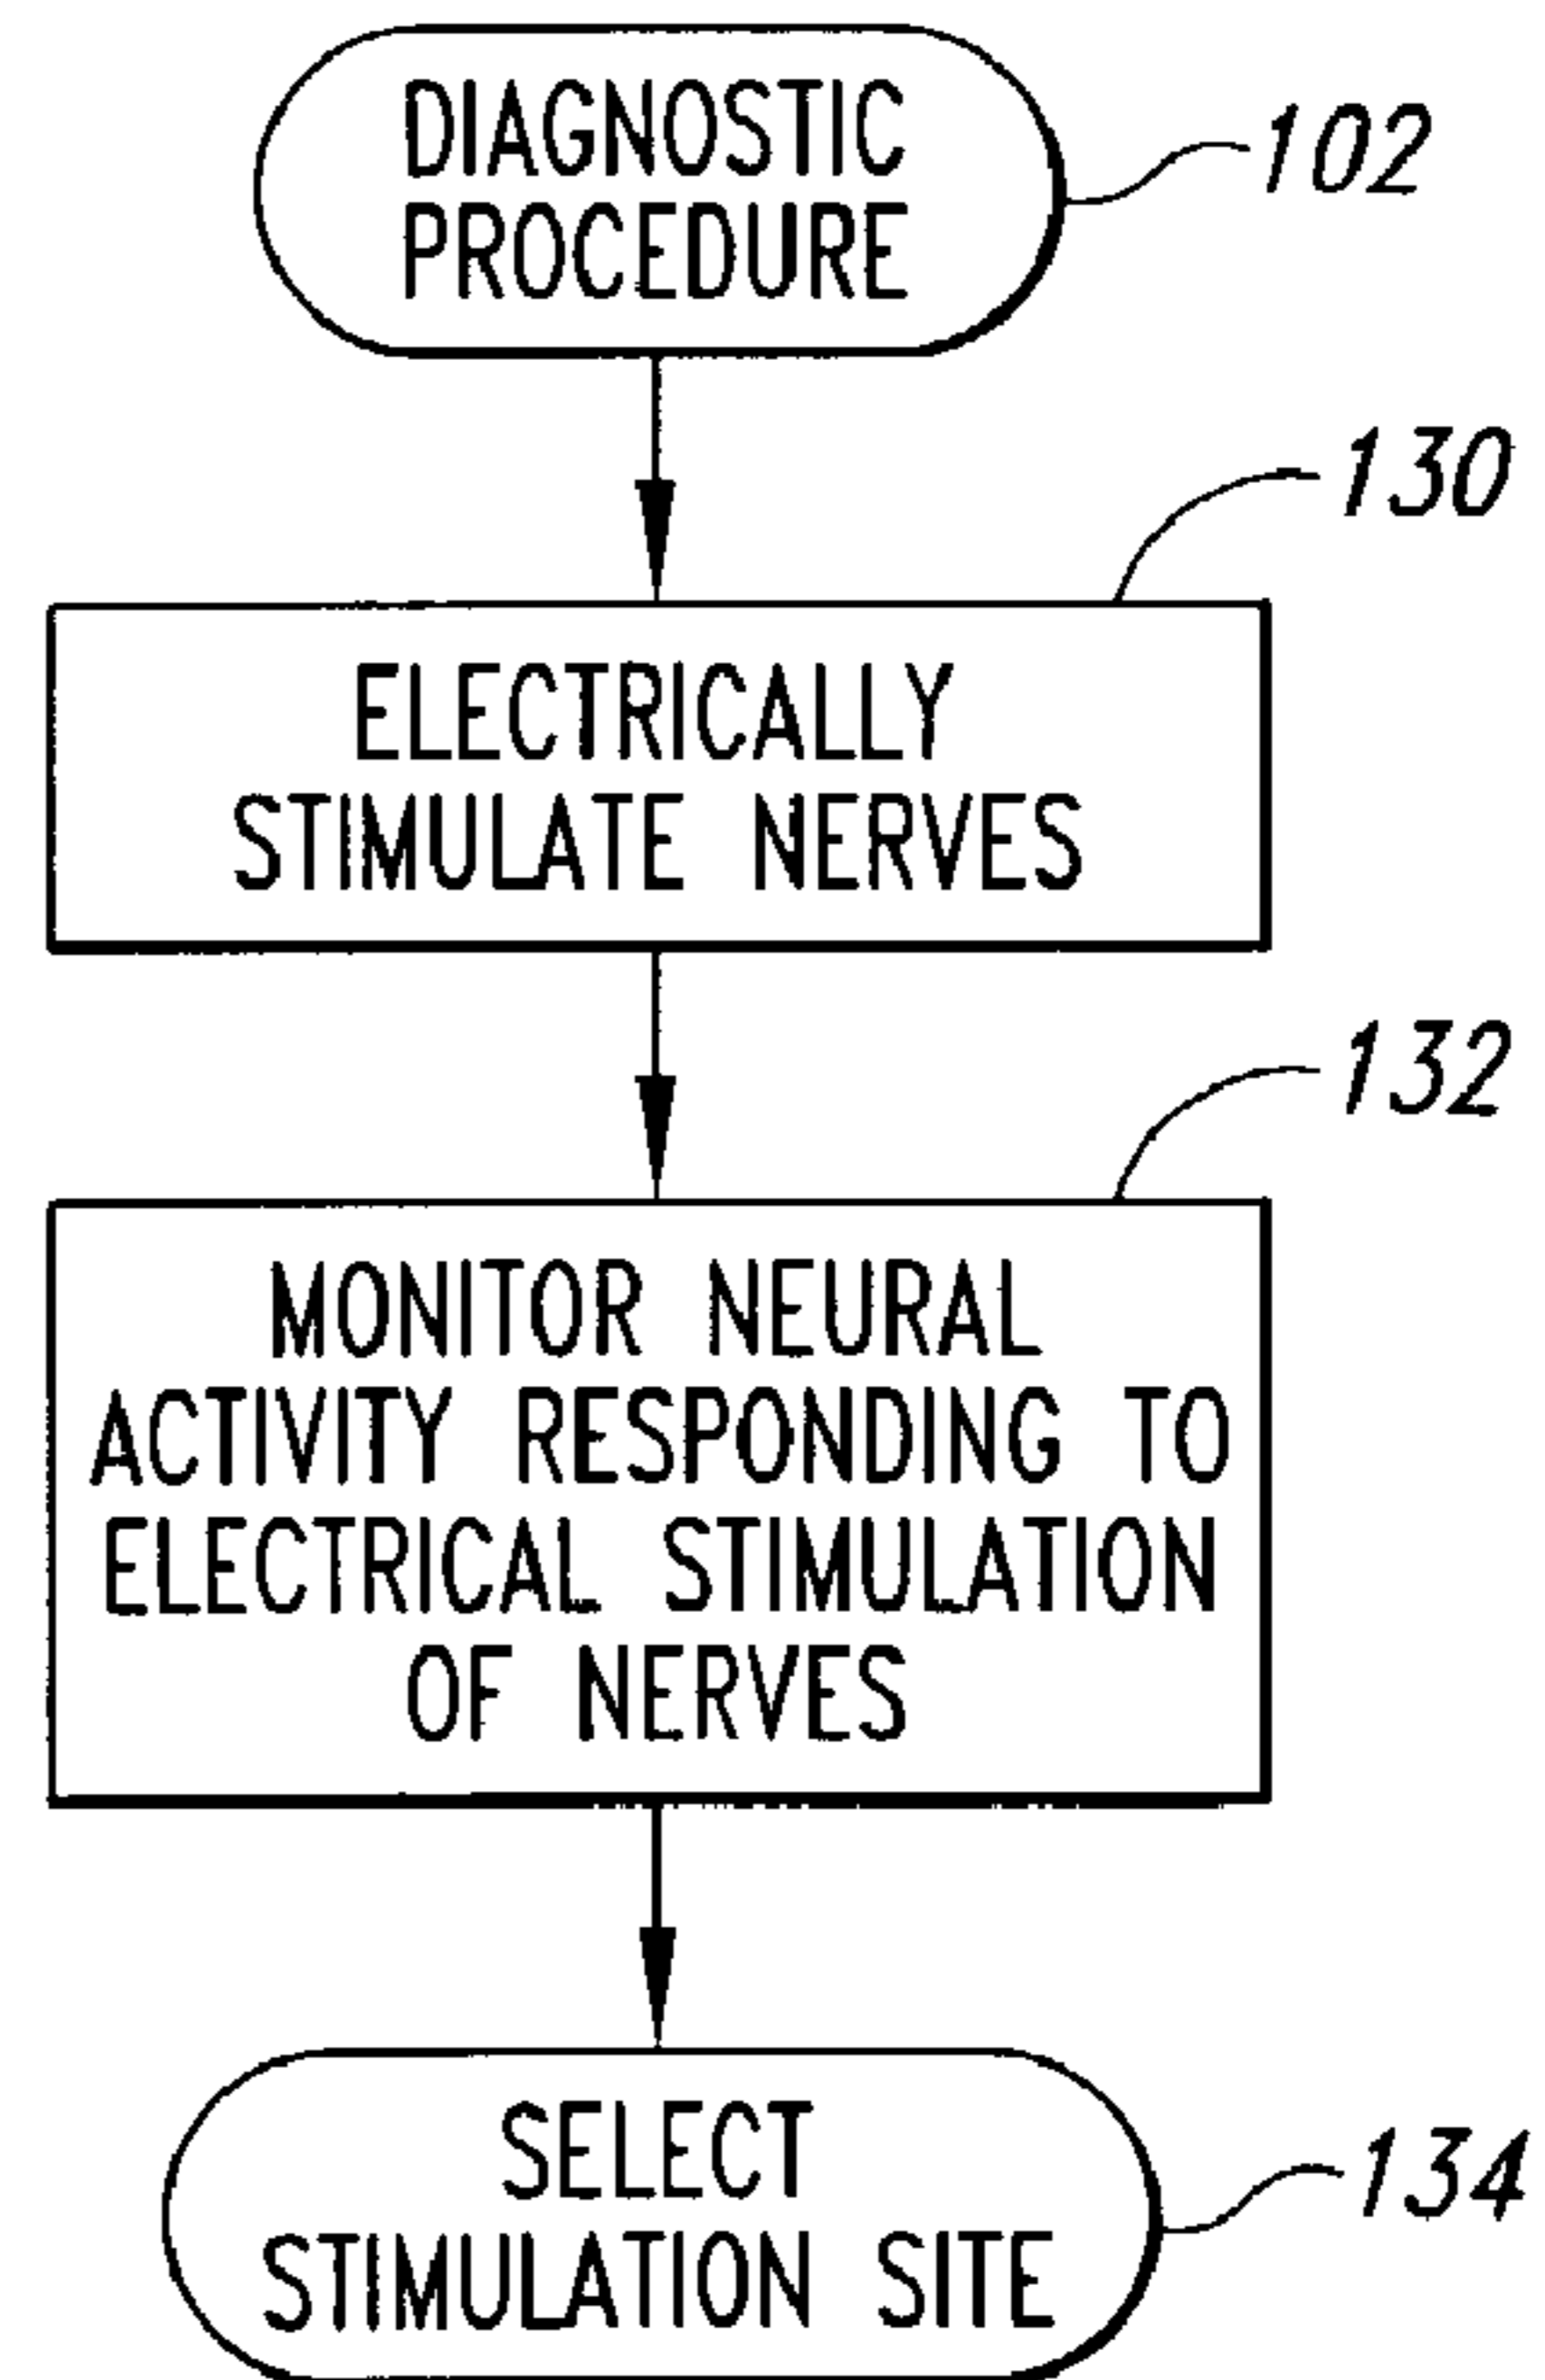 DIAGNOSTIC
PROCEDURE
102
130
ELECTRICALLY
STIMULATE NERVES
132
MONITOR NEURAL
ACTIVITY RESPONDING TO
ELECTRICAL STIMULATION
OF NERVES
SELECT
STIMULATION SITE
134